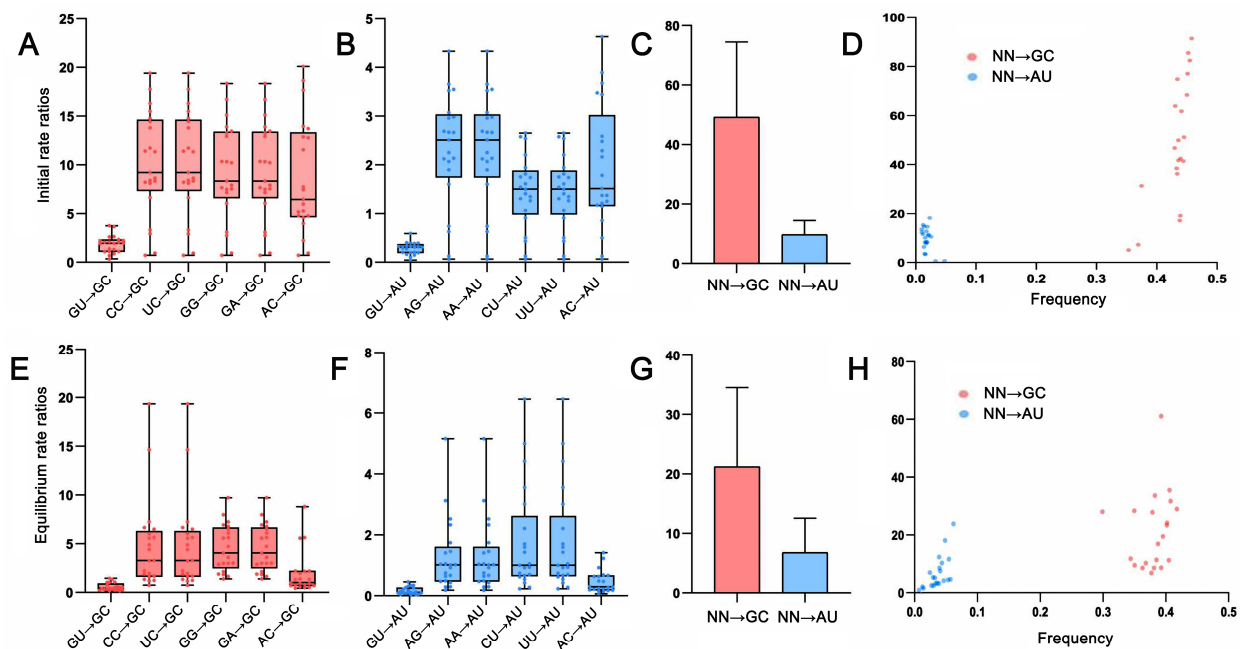 A
B
C
D
Initial rate ratios
25
20
15
10
5
0
GU→GC
CC→GC
UC→GC
GG→GC
GA→GC
AC→GC
5
4
3
2
1
0
GU→AU
AG→AU
AA→AU
CU→AU
UU→AU
AC→AU
80
60
40
20
0
NN→GC NN→AU
100
80
60
40
20
0
NN→GC
NN→AU
0.0 0.1 0.2 0.3 0.4 0.5
Frequency
E
F
G
H
Equilibrium rate ratios
25
20
15
10
5
0
GU→GC
CC→GC
UC→GC
GG→GC
GA→GC
AC→GC
8
6
4
2
0
GU→AU
AG→AU
AA→AU
CU→AU
UU→AU
AC→AU
40
30
20
10
0
NN→GC NN→AU
80
60
40
20
0
NN→GC
NN→AU
0.0 0.1 0.2 0.3 0.4 0.5
Frequency